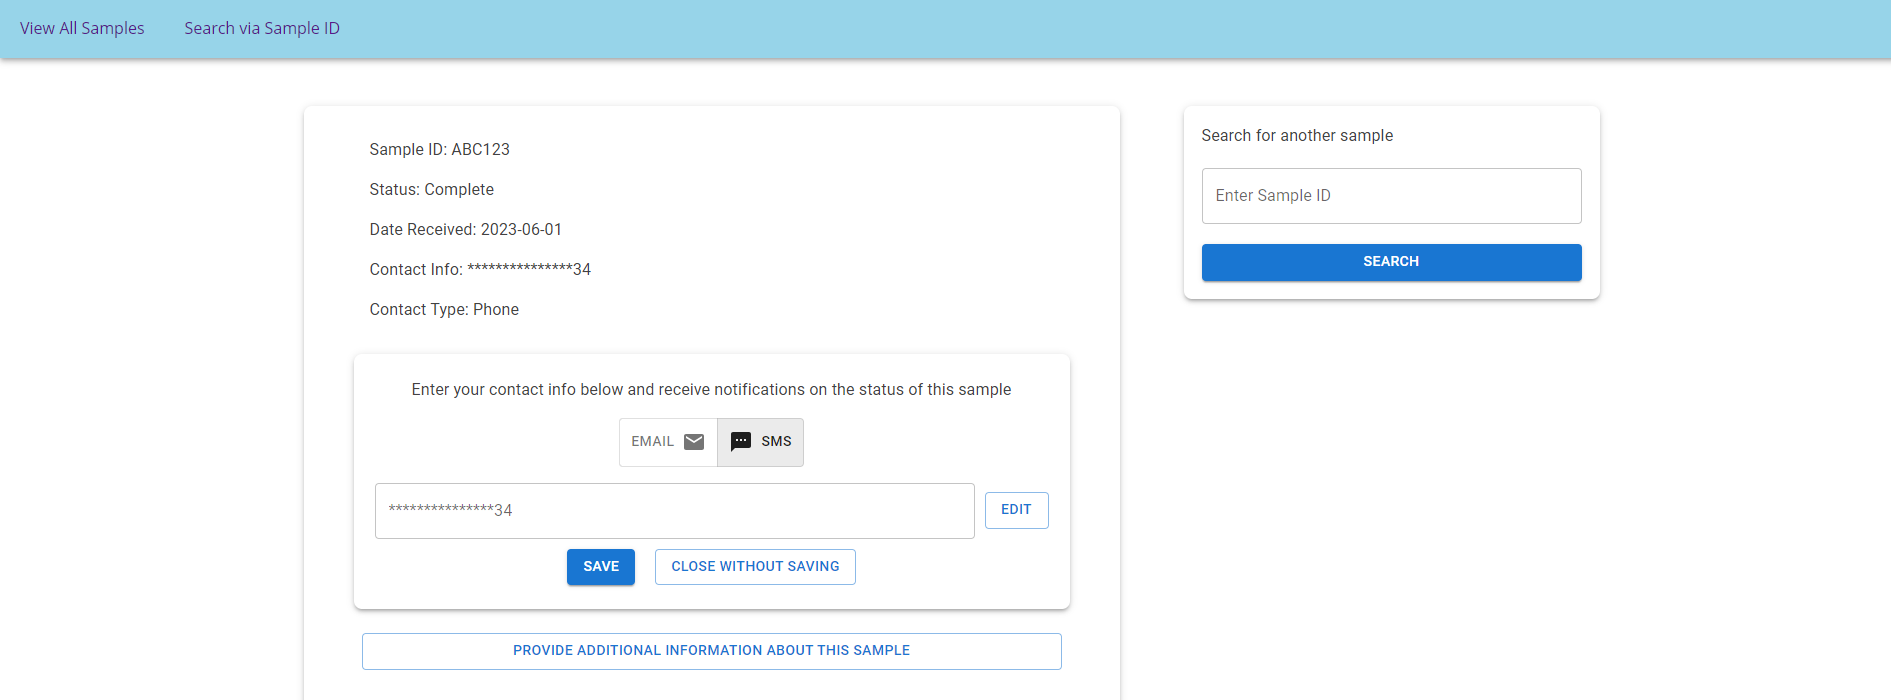 View All Samples Search via Sample ID
Sample ID: ABC123
Status: Complete
Date Received: 2023-06-01
Contact Info: ***************34
Contact Type: Phone
Enter your contact info below and receive notifications on the status of this sample
EMAIL SMS
***************34 EDIT
SAVE CLOSE WITHOUT SAVING
PROVIDE ADDITIONAL INFORMATION ABOUT THIS SAMPLE
Search for another sample
Enter Sample ID
SEARCH